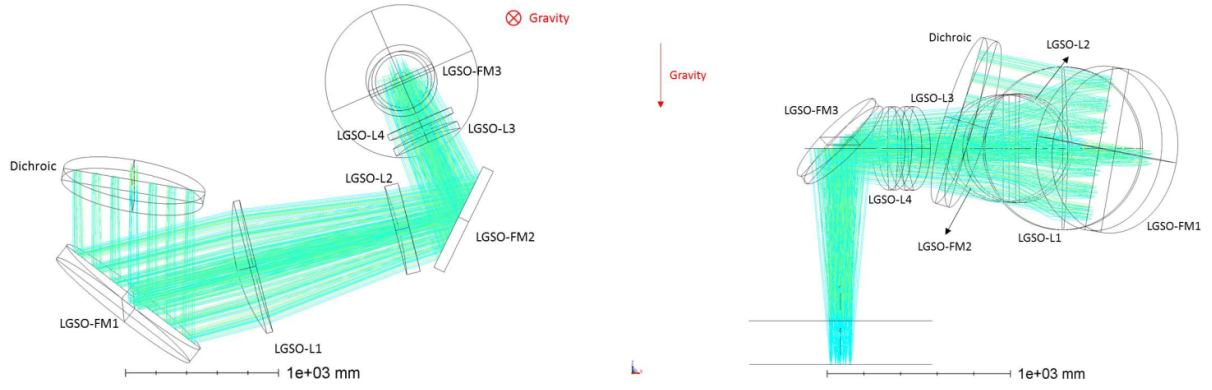 Gravity
LGSO-FM3
LGSO-L4
LGSO-L3
Dichroic
LGSO-L2
LGSO-FM2
LGSO-FM1
LGSO-L1
1e+03 mm
Dichroic
LGSO-L2
Gravity
LGSO-FM3
LGSO-L3
LGSO-L4
LGSO-FM2
LGSO-L1
LGSO-FM1
1e+03 mm